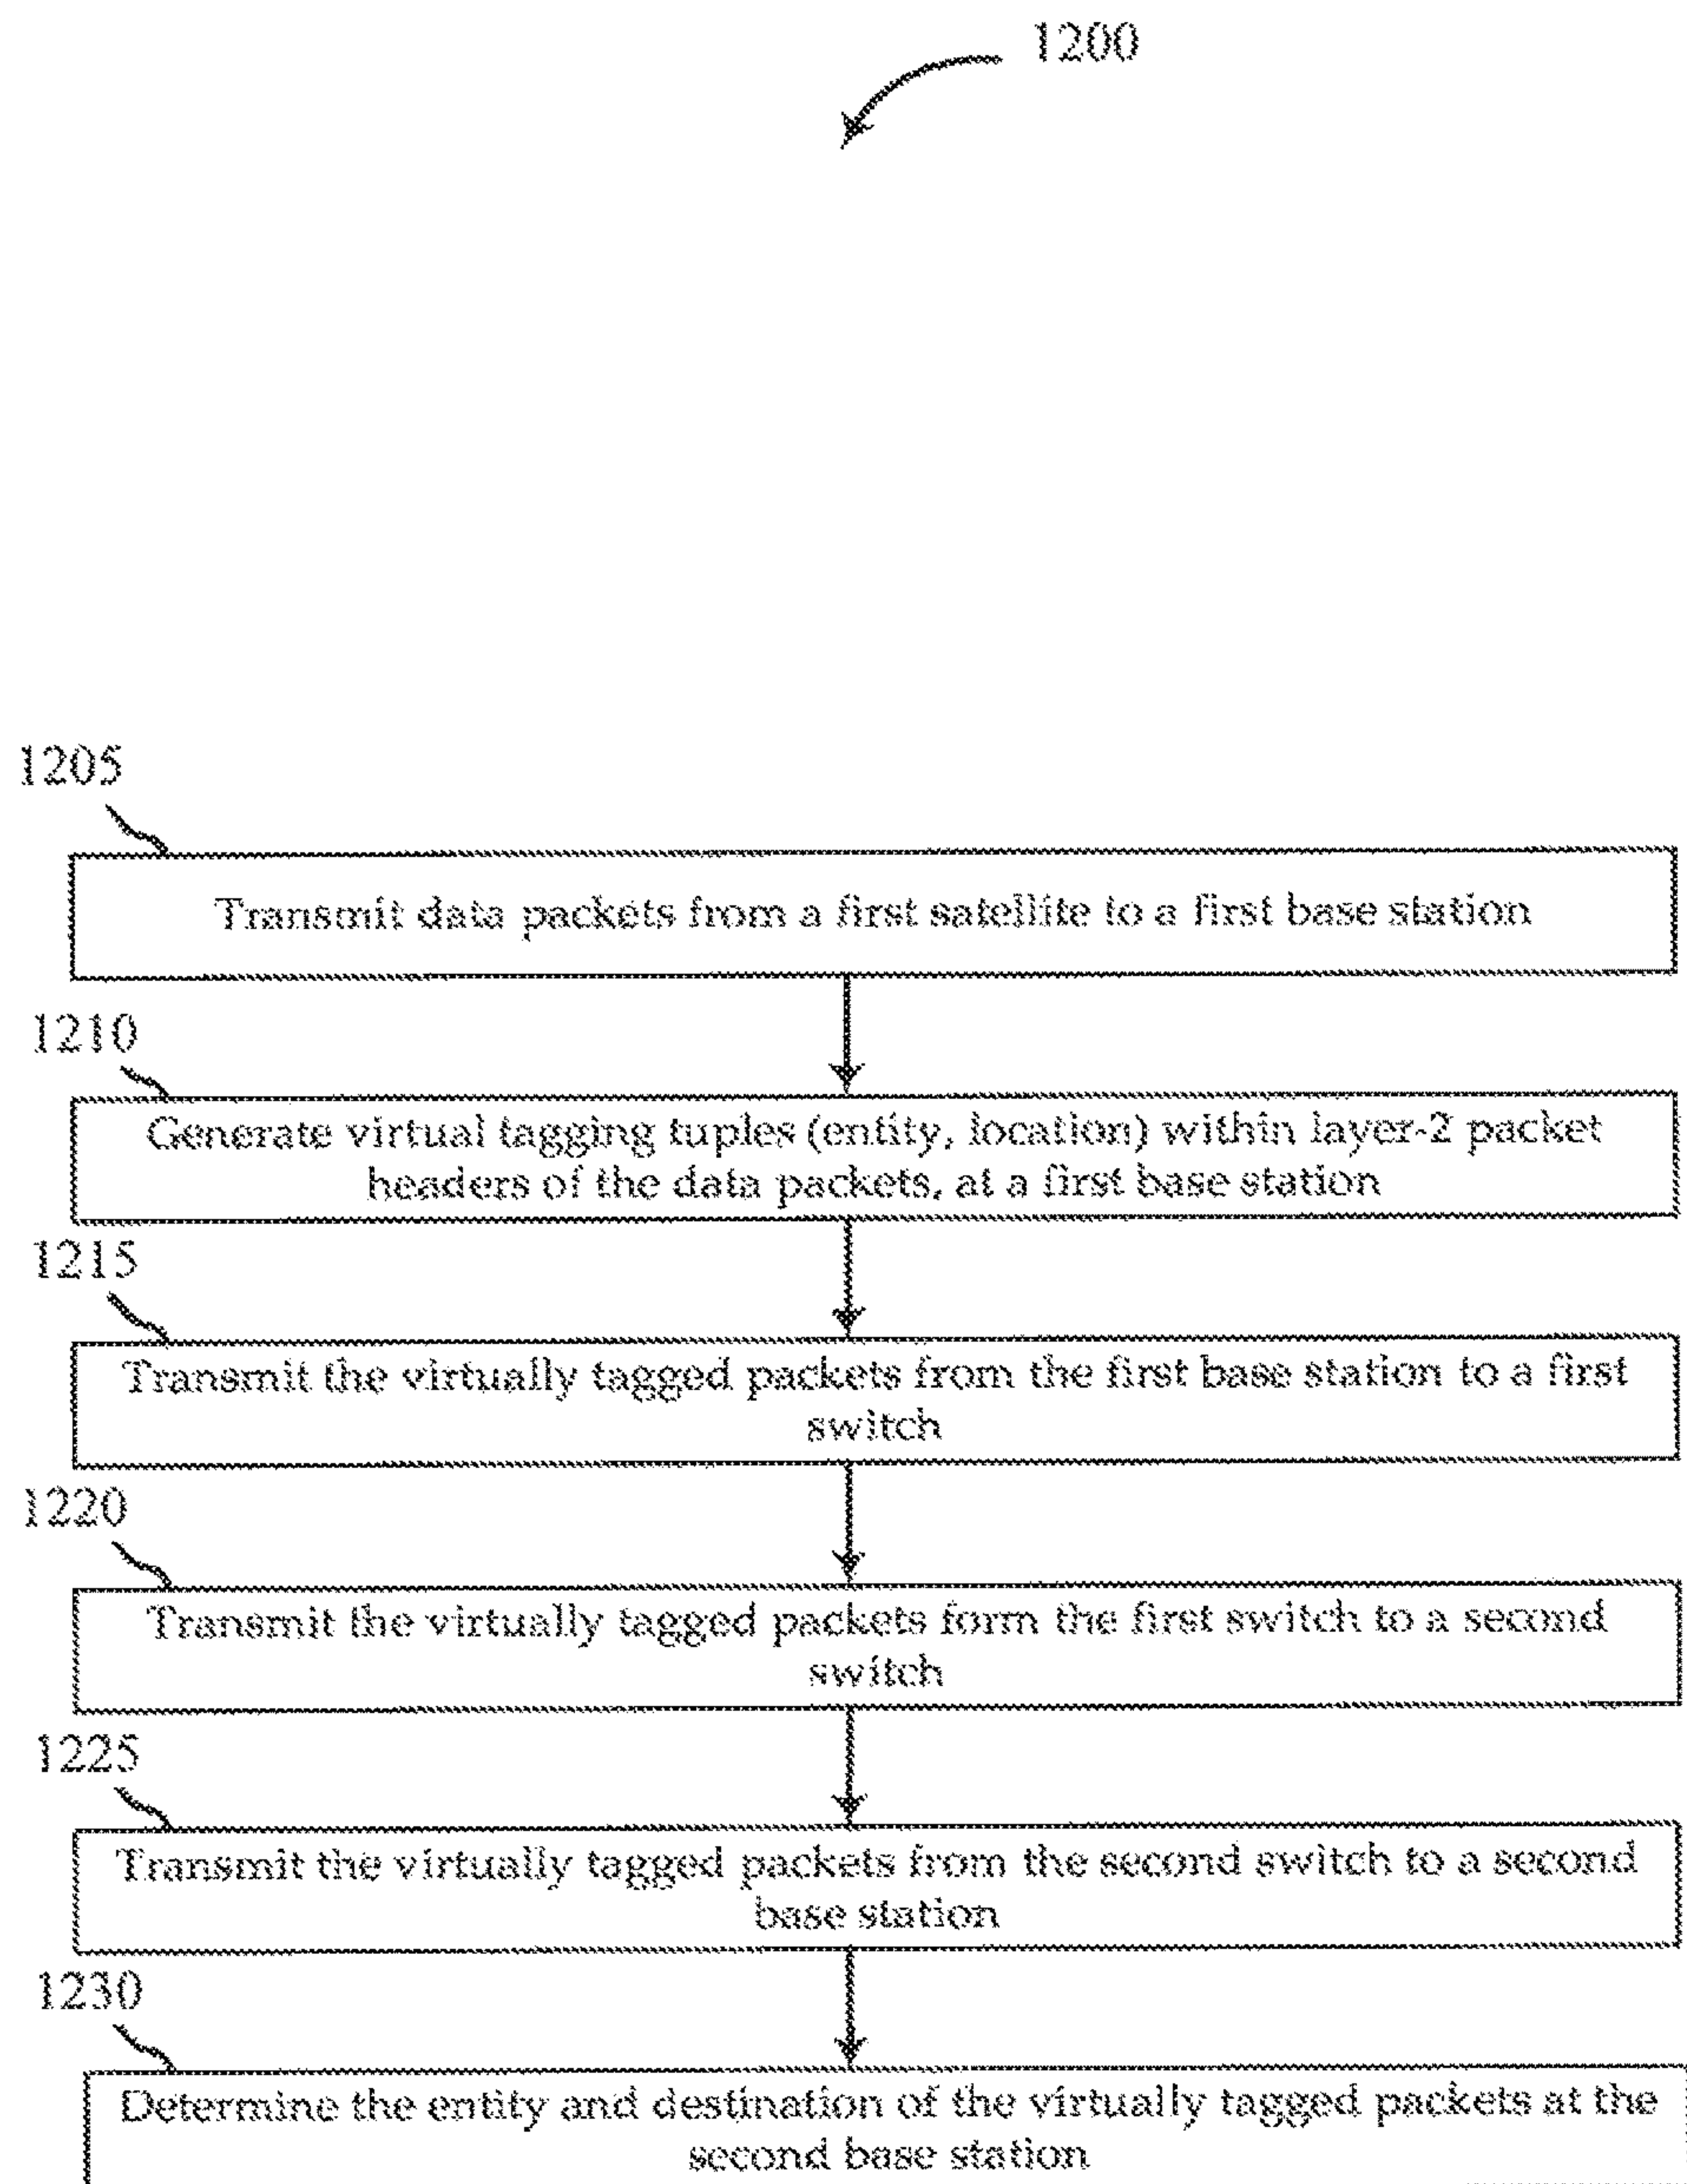 1200
1205
Transmit data packets from a first satellite to a first base station
1210
Generate virtual tagging tuples (entity, location) within layer-2 packet
headers of the data packets, at a first base station
1215
Transmit the virtually tagged packets from the first base station to a first
switch
1220
Transmit the virtually tagged packets form the first switch to a second
switch
1225
Transmit the virtually tagged packets from the second switch to a second
base station
1230
Determine the entity and destination of the virtually tagged packets at the
second base station